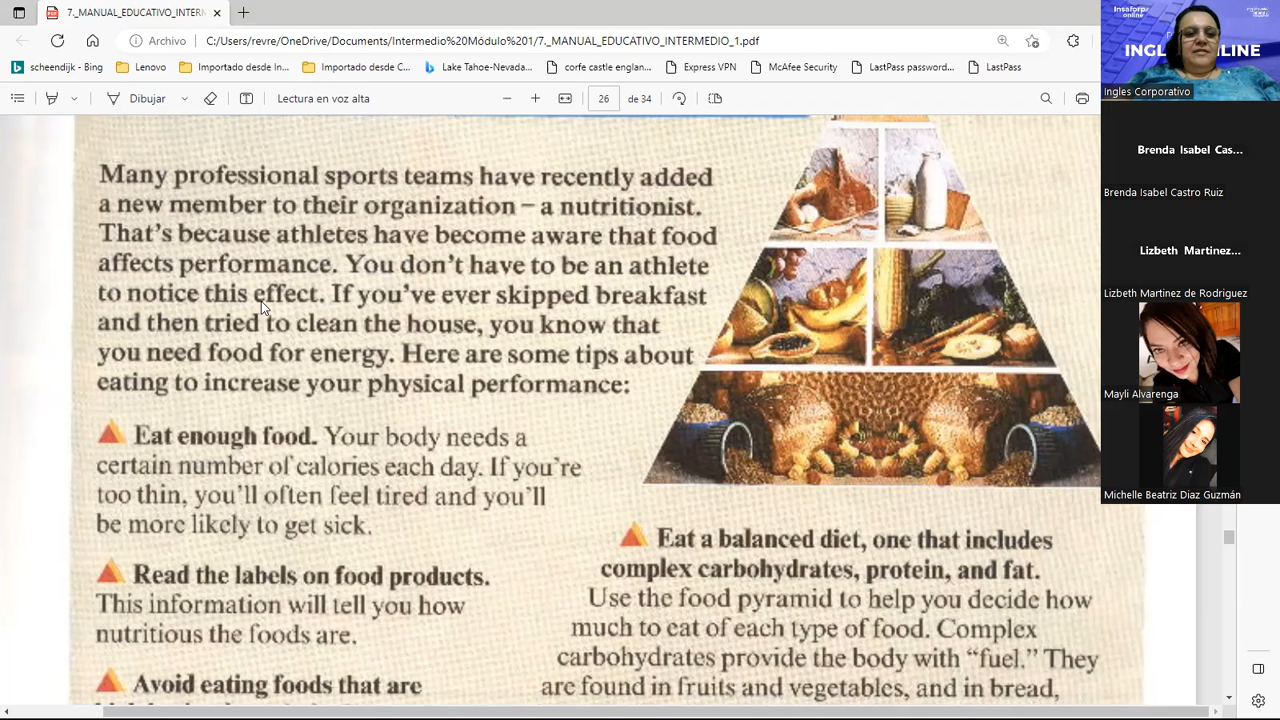 7._MANUAL_EDUCATIVO_INTERM
Archivo
C:/Users/revre/OneDrive/Documents/I
Módulo%201/7._MANUAL_EDUCATIVO_INTERMEDIO_1.pdf
scheendijk - Bing
Lenovo
Importado desde In...
Importado desde C...
Lake Tahoe-
corfe castle englan...
Express VPN
McAfee Security
LastPass password...
LastPass
Dibujar
Lectura en voz alta
26
de 34
Many professional sports teams have recently added
a new member to their organization – a nutritionist.
That's because athletes have become aware that food
affects performance. You don't have to be an athlete
to notice this effect. If you've ever skipped breakfast
and then tried to clean the house, you know that
you need food for energy. Here are some tips about
eating to increase your physical performance:
Eat enough food. Your body needs a
certain number of calories each day. If you're
too thin, you'll often feel tired and you'll
be more likely to get sick.
Read the labels on food products.
This information will tell you how
nutritious the foods are.
Avoid eating foods that are
Eat a balanced diet, one that includes
complex carbohydrates, protein, and fat.
Use the food pyramid to help you decide how
much to eat of each type of food. Complex
carbohydrates provide the body with “fuel.” They
are found in fruits and vegetables, and in bread,
Insaforp
online
INGL
LINE
Ingles Corporativo
Brenda Isabel Cas...
Brenda Isabel Castro Ruiz
Lizbeth Martinez...
Lizbeth Martinez de Rodriguez
Mayli Alvarenga
Michelle Beatriz Diaz Guzmán